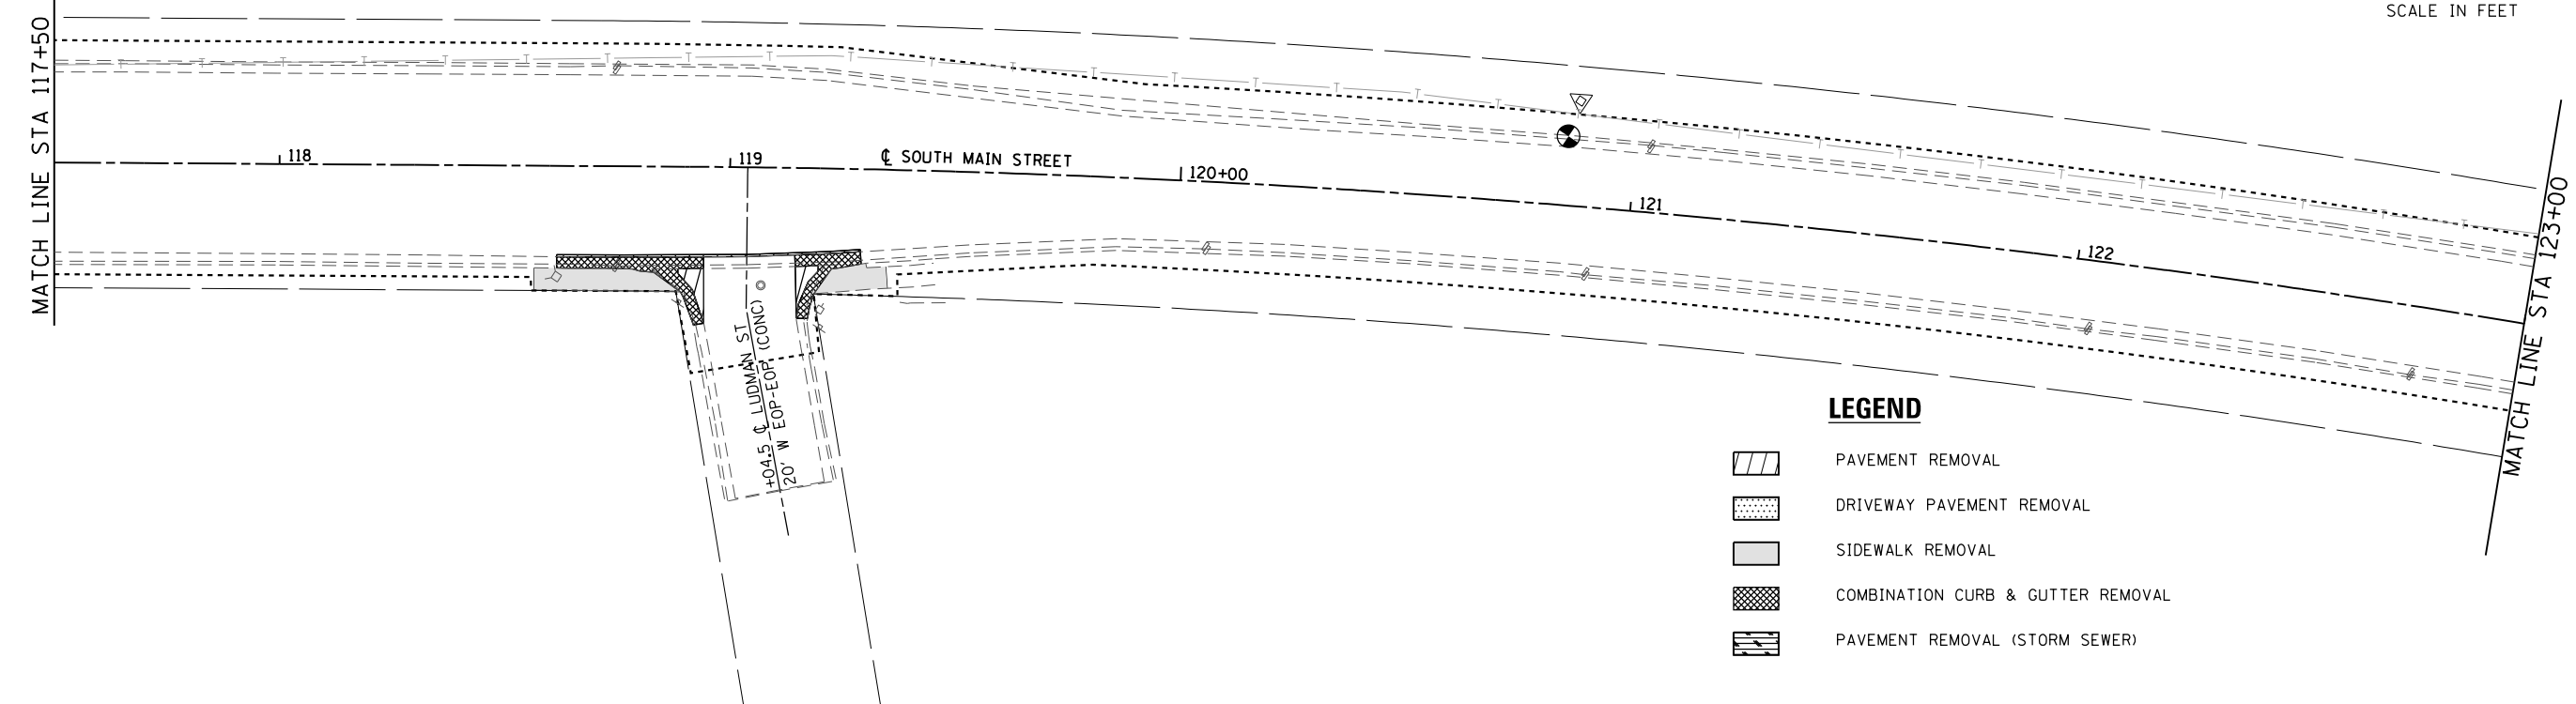 SCALE IN FEET
MATCH LINE STA 117+50
118
119
℄ SOUTH MAIN STREET
120+00
121
122
MATCH LINE STA 123+00
+04.5 ℄ LUDMAN ST
20' W EOP-EOP (CONC)
LEGEND
PAVEMENT REMOVAL
DRIVEWAY PAVEMENT REMOVAL
SIDEWALK REMOVAL
COMBINATION CURB & GUTTER REMOVAL
PAVEMENT REMOVAL (STORM SEWER)